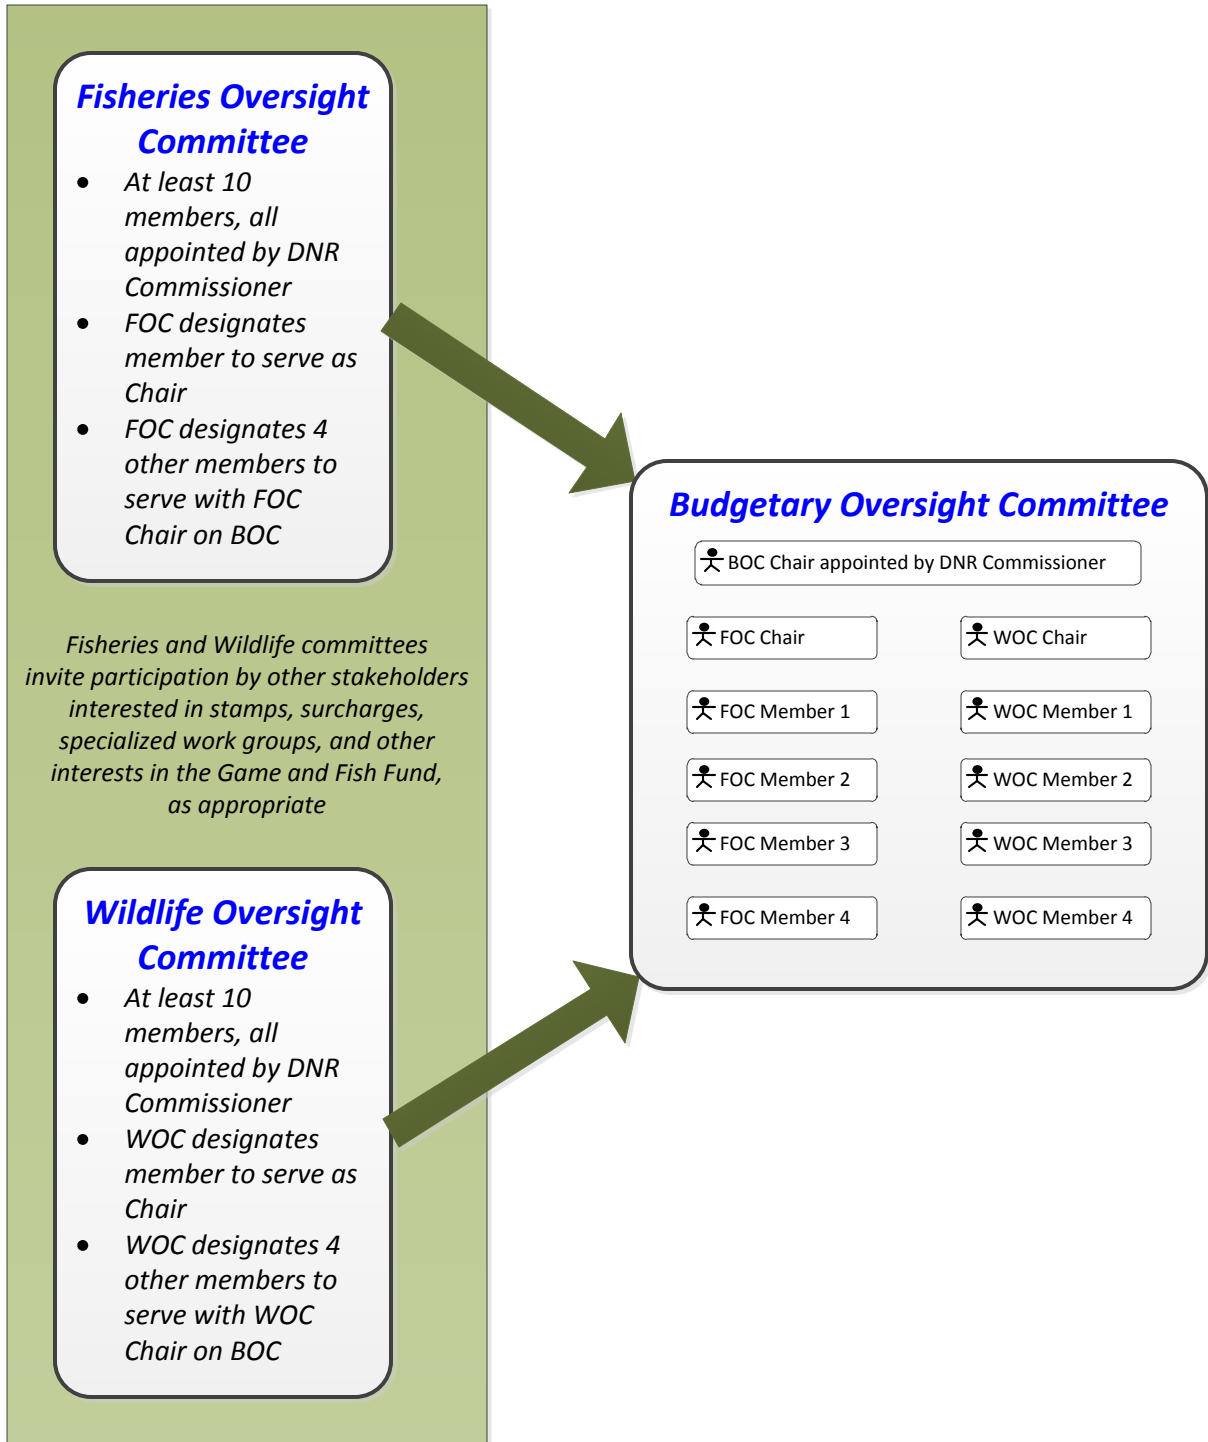 Fisheries Oversight
Committee
• At least 10
members, all
appointed by DNR
Commissioner
• FOC designates
member to serve as
Chair
• FOC designates 4
other members to
serve with FOC
Chair on BOC
Fisheries and Wildlife committees
invite participation by other stakeholders
interested in stamps, surcharges,
specialized work groups, and other
interests in the Game and Fish Fund,
as appropriate
Wildlife Oversight
Committee
• At least 10
members, all
appointed by DNR
Commissioner
• WOC designates
member to serve as
Chair
• WOC designates 4
other members to
serve with WOC
Chair on BOC
Budgetary Oversight Committee
BOC Chair appointed by DNR Commissioner
FOC Chair
WOC Chair
FOC Member 1
WOC Member 1
FOC Member 2
WOC Member 2
FOC Member 3
WOC Member 3
FOC Member 4
WOC Member 4